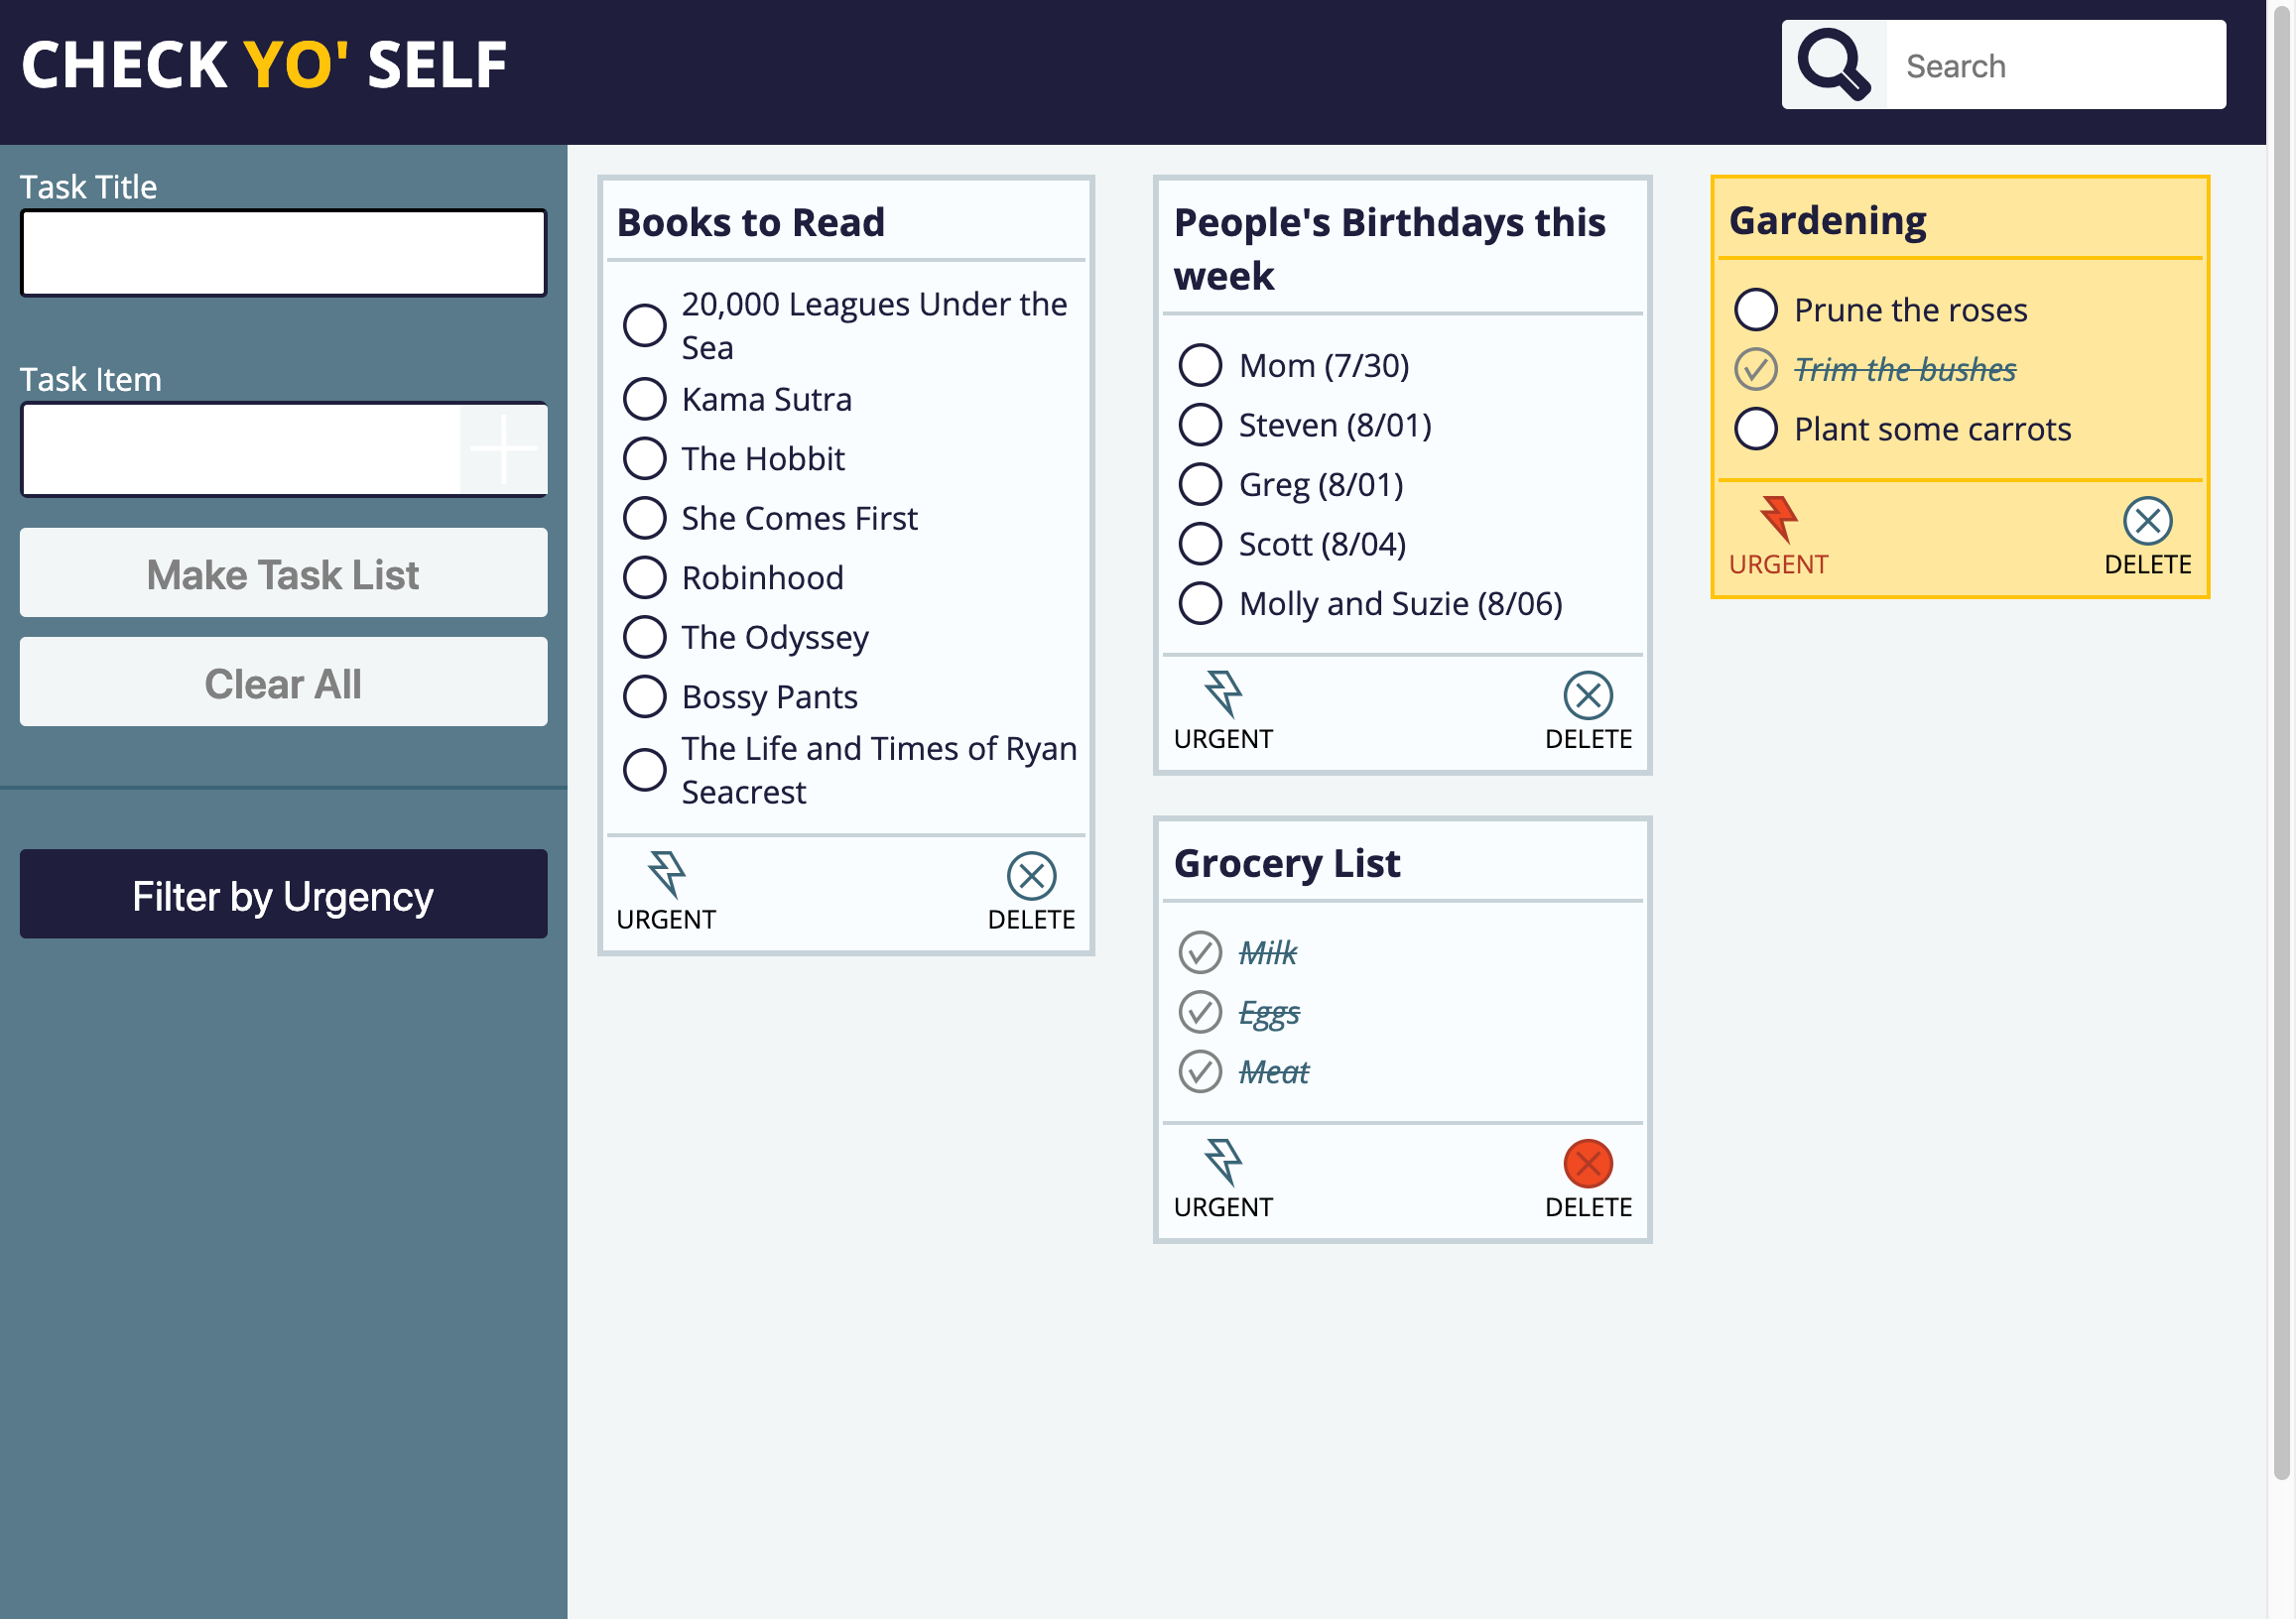 CHECK YO' SELF
Search
Task Title
Task Item
Make Task List
Clear All
Filter by Urgency
Books to Read
20,000 Leagues Under the
Sea
Kama Sutra
The Hobbit
She Comes First
Robinhood
The Odyssey
Bossy Pants
The Life and Times of Ryan
Seacrest
URGENT
DELETE
People's Birthdays this
week
Mom (7/30)
Steven (8/01)
Greg (8/01)
Scott (8/04)
Molly and Suzie (8/06)
URGENT
DELETE
Grocery List
Milk
Eggs
Meat
URGENT
DELETE
Gardening
Prune the roses
Trim the bushes
Plant some carrots
URGENT
DELETE